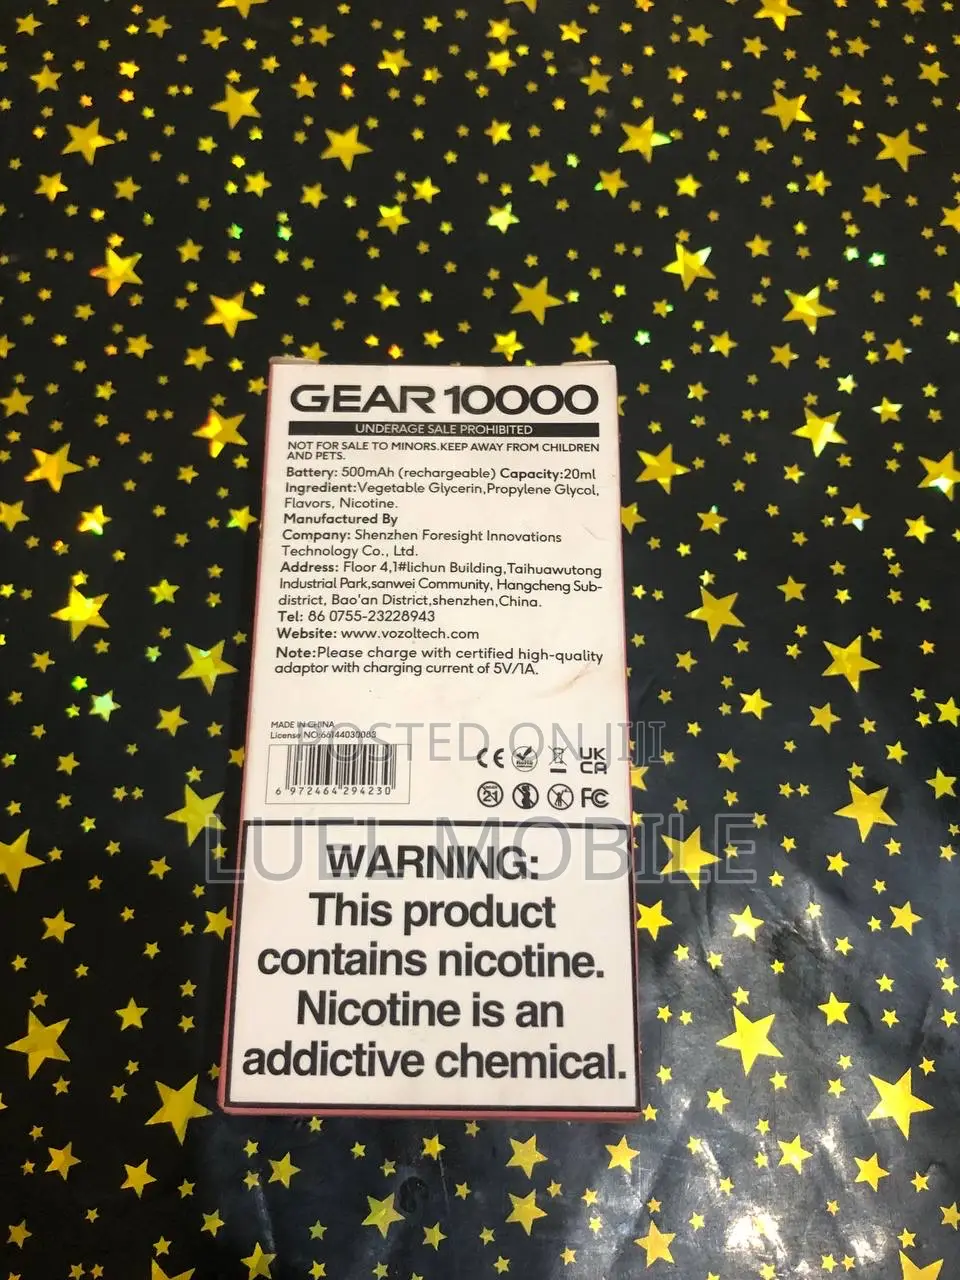 GEAR 10000
UNDERAGE SALE PROHIBITED
NOT FOR SALE TO MINORS.KEEP AWAY FROM CHILDREN
AND PETS.
Battery: 500mAh (rechargeable) Capacity:20ml
Ingredient:Vegetable Glycerin,Propylene Glycol,
Flavors, Nicotine.
Manufactured By
Company: Shenzhen Foresight Innovations
Technology Co., Ltd.
Address: Floor 4,1#lichun Building,Taihuawutong
Industrial Park,sanwei Community, Hangcheng Sub-
district, Bao'an District,shenzhen,China.
Tel: 86 0755-23228943
Website: www.vozoltech.com
Note:Please charge with certified high-quality
adaptor with charging current of 5V/1A.
MADE IN CHINA
License NO:66144030083
POSTED ON JIJI
6 972464 294230
CE RoHS UK
CA
21 FC
LUEL MOBILE
WARNING:
This product
contains nicotine.
Nicotine is an
addictive chemical.